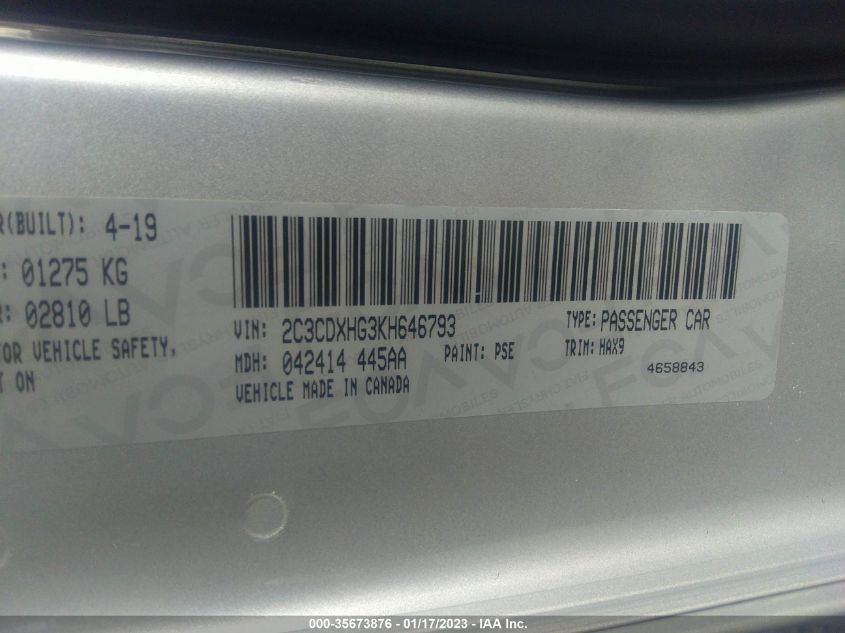 R(BUILT): 4-19
: 01275 KG
R: 02810 LB
OR VEHICLE SAFETY,
T ON
VIN: 2C3CDXHG3KH646793
TYPE: PASSENGER CAR
MDH: 042414 445AA
PAINT: PSE
TRIM: HAX9
VEHICLE MADE IN CANADA
4658843
000-35673876 - 01/17/2023 - IAA Inc.